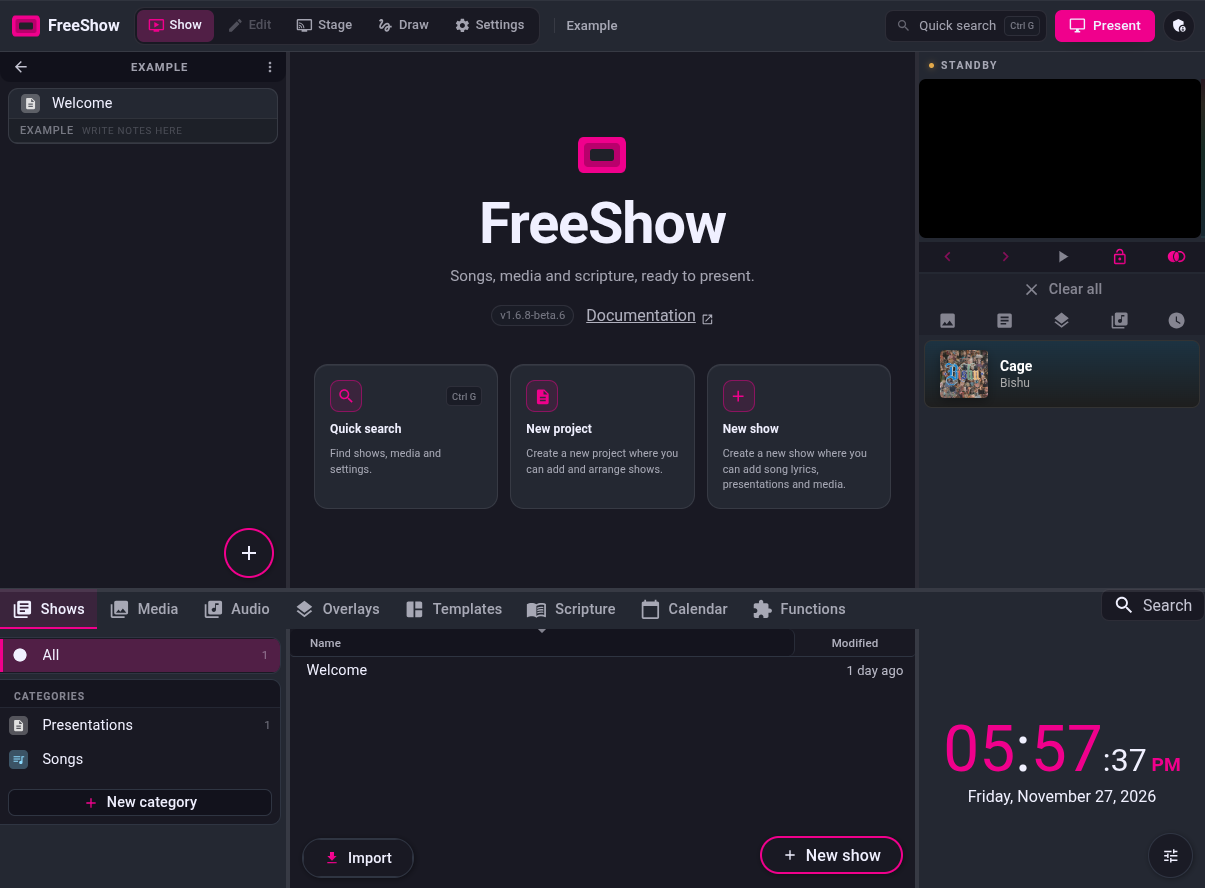 FreeShow
Show
Edit
Stage
Draw
Settings
Example
Quick search
Ctrl G
Present
EXAMPLE
Welcome
EXAMPLE WRITE NOTES HERE
FreeShow
Songs, media and scripture, ready to present.
v1.6.8-beta.6
Documentation
Ctrl G
Quick search
Find shows, media and
settings.
New project
Create a new project where you
can add and arrange shows.
New show
Create a new show where you
can add song lyrics,
presentations and media.
STANDBY
Clear all
Cage
Bishu
Shows
Media
Audio
Overlays
Templates
Scripture
Calendar
Functions
Search
All 1
CATEGORIES
Presentations 1
Songs
New category
Name Modified
Welcome 1 day ago
Import
New show
05:57:37 PM
Friday, November 27, 2026